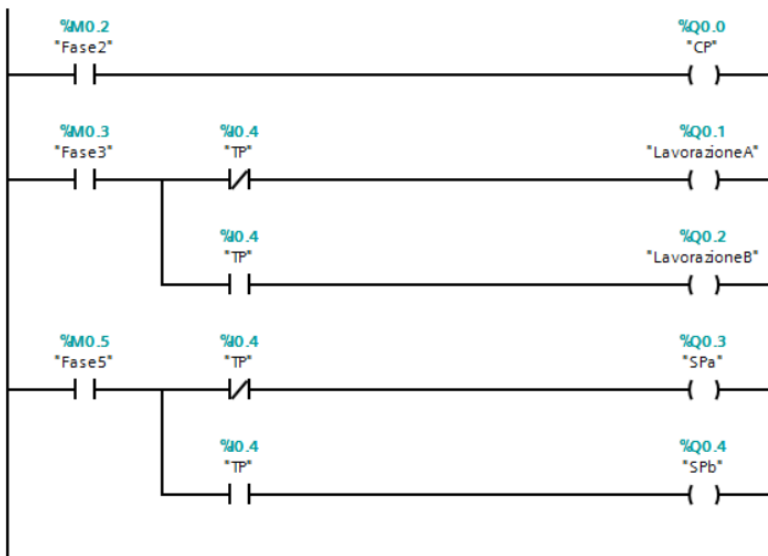 %M0.2 %Q0.0
"Fase2" "CP"
%M0.3 %I0.4 %Q0.1
"Fase3" "TP" "LavorazioneA"
%I0.4 %Q0.2
"TP" "LavorazioneB"
%M0.5 %I0.4 %Q0.3
"Fase5" "TP" "SPa"
%I0.4 %Q0.4
"TP" "SPb"